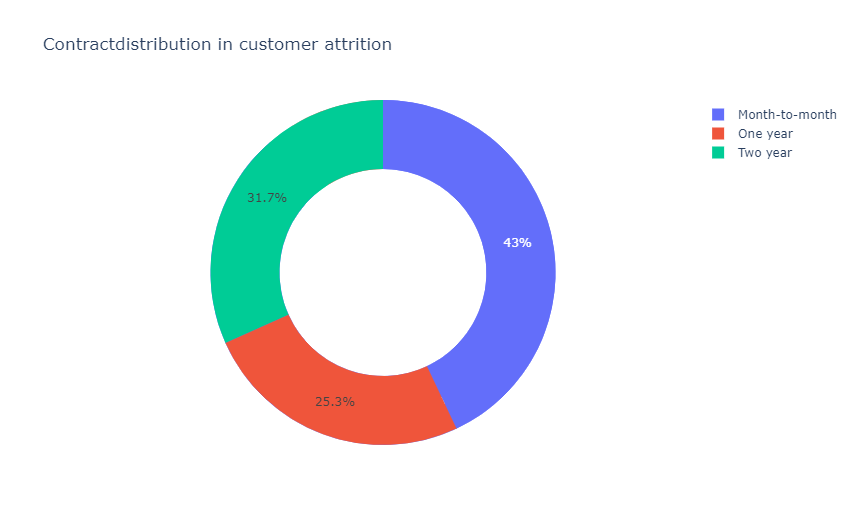 Contractdistribution in customer attrition
Month-to-month
One year
Two year
31.7%
43%
25.3%